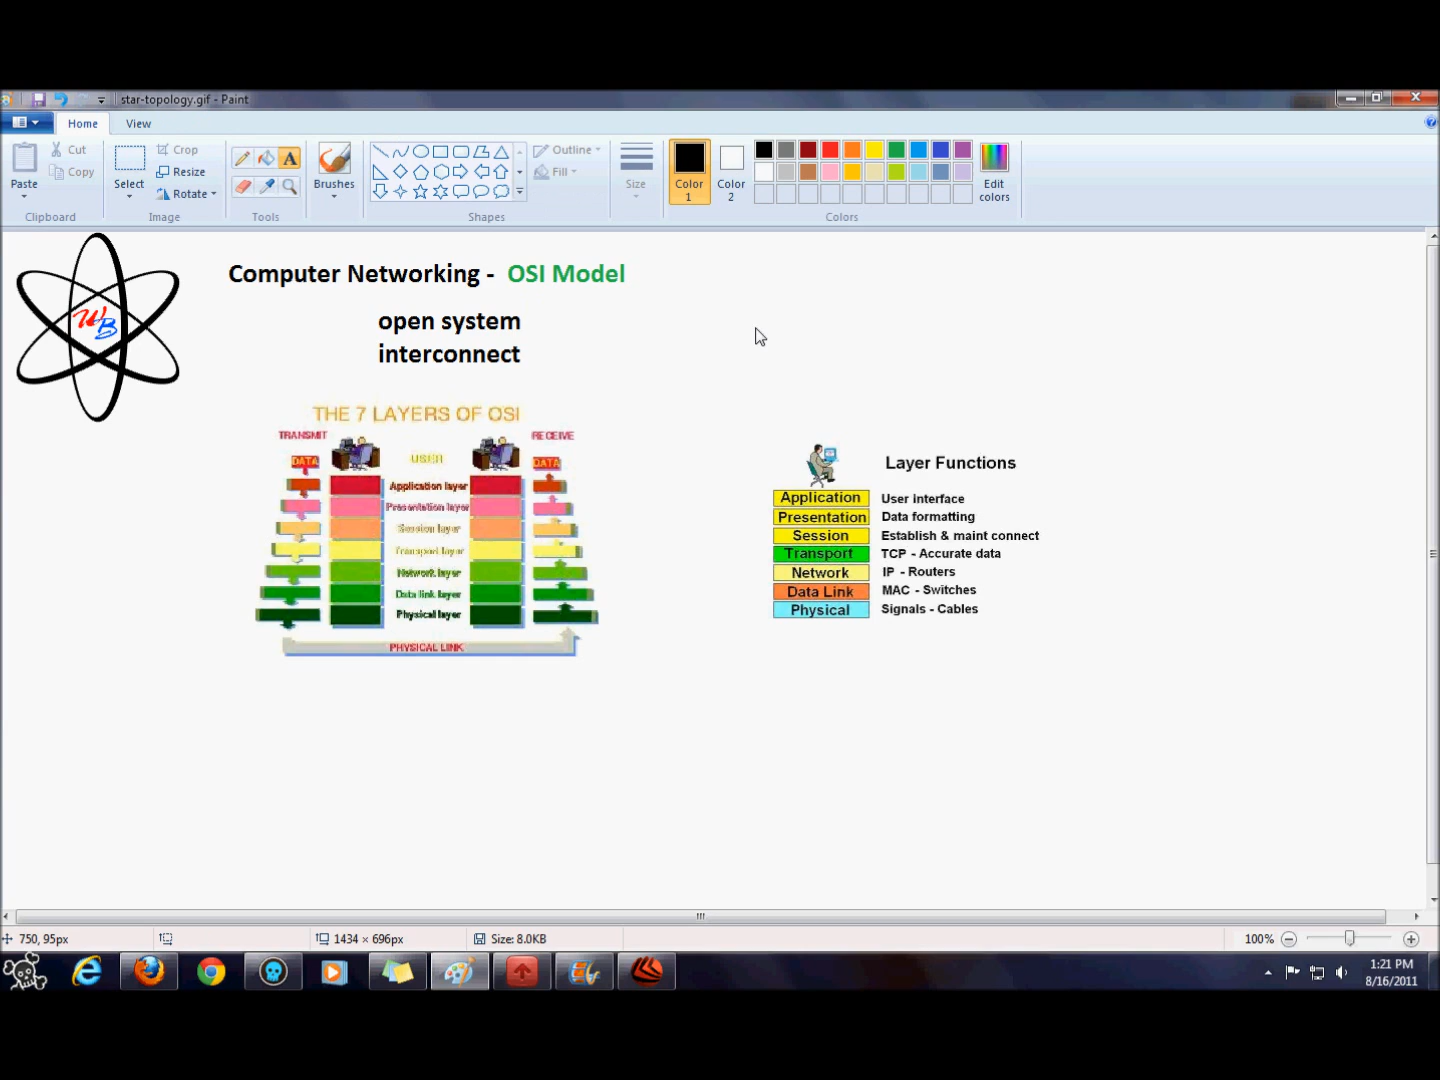 star-topology.gif - Paint
Home View
Paste
Cut
Copy
Clipboard
Select
Crop
Resize
Rotate
Image
A
Tools
Brushes
Shapes
Outline
Fill
Size
Color 1
Color 2
Edit colors
Colors
WB
Computer Networking - OSI Model
open system
interconnect
THE 7 LAYERS OF OSI
TRANSMIT RECEIVE
DATA USER DATA
Application layer
Presentation layer
Session layer
Transport layer
Network layer
Data link layer
Physical layer
PHYSICAL LINK
Layer Functions
Application User interface
Presentation Data formatting
Session Establish & maint connect
Transport TCP - Accurate data
Network IP - Routers
Data Link MAC - Switches
Physical Signals - Cables
750, 95px 1434 × 696px Size: 8.0KB 100%
1:21 PM
8/16/2011